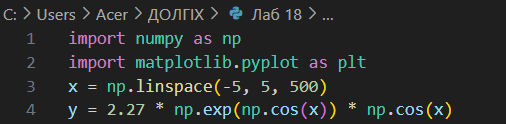 C: > Users > Acer > ДОЛГІХ > Лаб 18 > ...
1 import numpy as np
2 import matplotlib.pyplot as plt
3 x = np.linspace(-5, 5, 500)
4 y = 2.27 * np.exp(np.cos(x)) * np.cos(x)